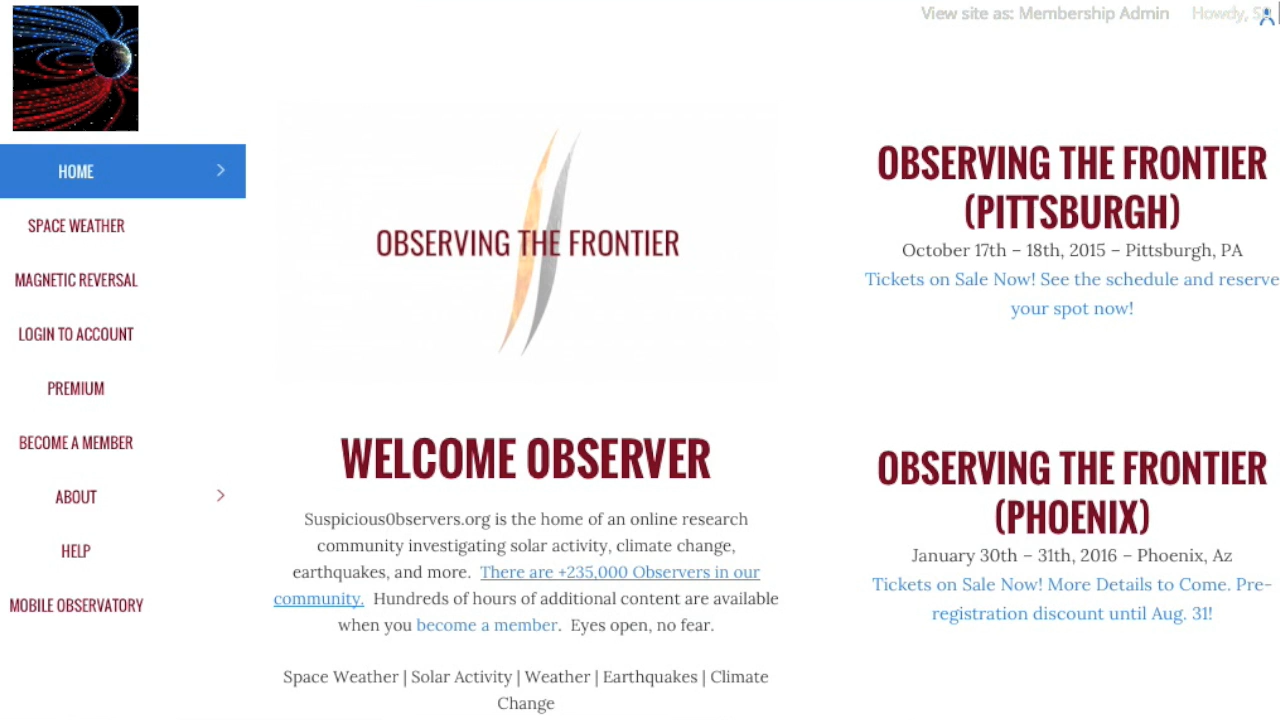 View site as: Membership Admin
Howdy,
HOME
SPACE WEATHER
MAGNETIC REVERSAL
LOGIN TO ACCOUNT
PREMIUM
BECOME A MEMBER
ABOUT
HELP
MOBILE OBSERVATORY
OBSERVING THE FRONTIER
WELCOME OBSERVER
Suspicious0bservers.org is the home of an online research
community investigating solar activity, climate change,
earthquakes, and more. There are +235,000 Observers in our
community. Hundreds of hours of additional content are available
when you become a member. Eyes open, no fear.
Space Weather | Solar Activity | Weather | Earthquakes | Climate
Change
OBSERVING THE FRONTIER
(PITTSBURGH)
October 17th – 18th, 2015 – Pittsburgh, PA
Tickets on Sale Now! See the schedule and reserve
your spot now!
OBSERVING THE FRONTIER
(PHOENIX)
January 30th – 31th, 2016 – Phoenix, Az
Tickets on Sale Now! More Details to Come. Pre-
registration discount until Aug. 31!